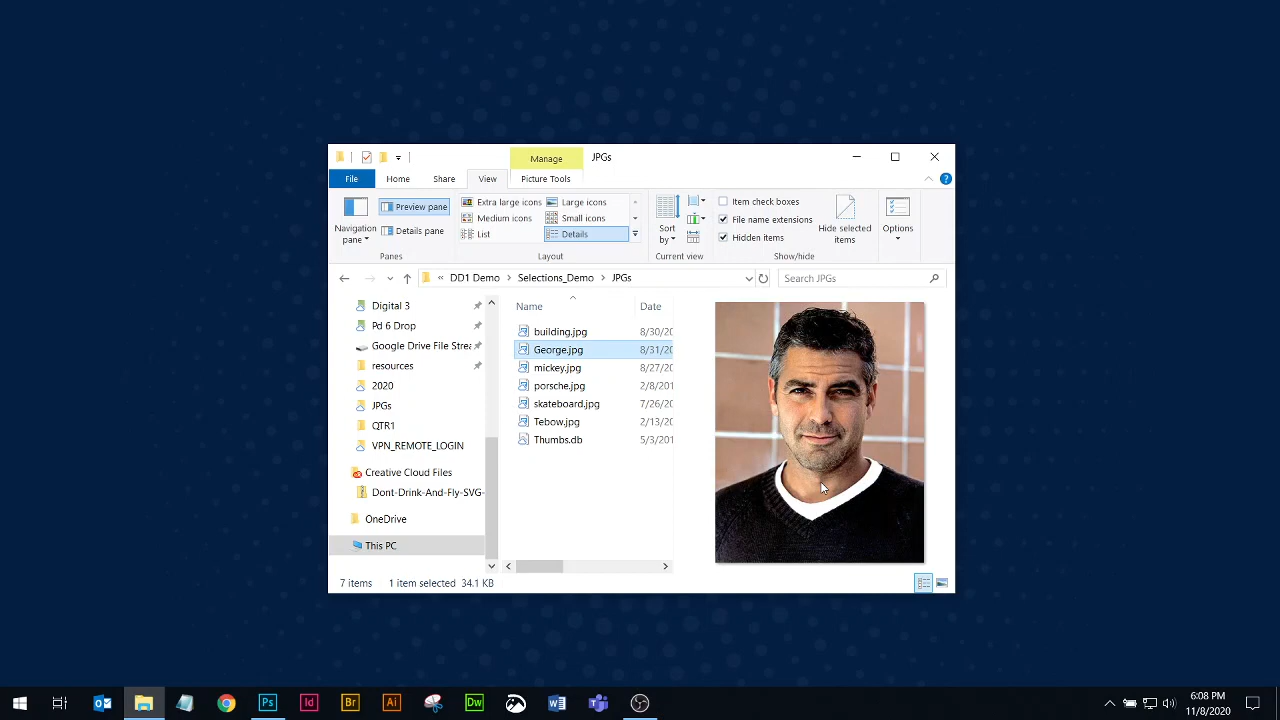 Manage
JPGs
File
Home
Share
View
Picture Tools
Navigation pane
Preview pane
Details pane
Panes
Extra large icons
Large icons
Medium icons
Small icons
List
Details
Layout
Sort by
Current view
Item check boxes
File name extensions
Hidden items
Hide selected items
Show/hide
Options
« DD1 Demo > Selections_Demo > JPGs
Search JPGs
Digital 3
Pd 6 Drop
Google Drive File Strea
resources
2020
JPGs
QTR1
VPN_REMOTE_LOGIN
Creative Cloud Files
Dont-Drink-And-Fly-SVG-
OneDrive
This PC
Name Date
building.jpg 8/30/20
George.jpg 8/31/20
mickey.jpg 8/27/20
porsche.jpg 2/8/201
skateboard.jpg 7/26/20
Tebow.jpg 2/13/20
Thumbs.db 5/3/201
7 items 1 item selected 34.1 KB
Ps
Id
Br
Ai
Dw
6:08 PM
11/8/2020